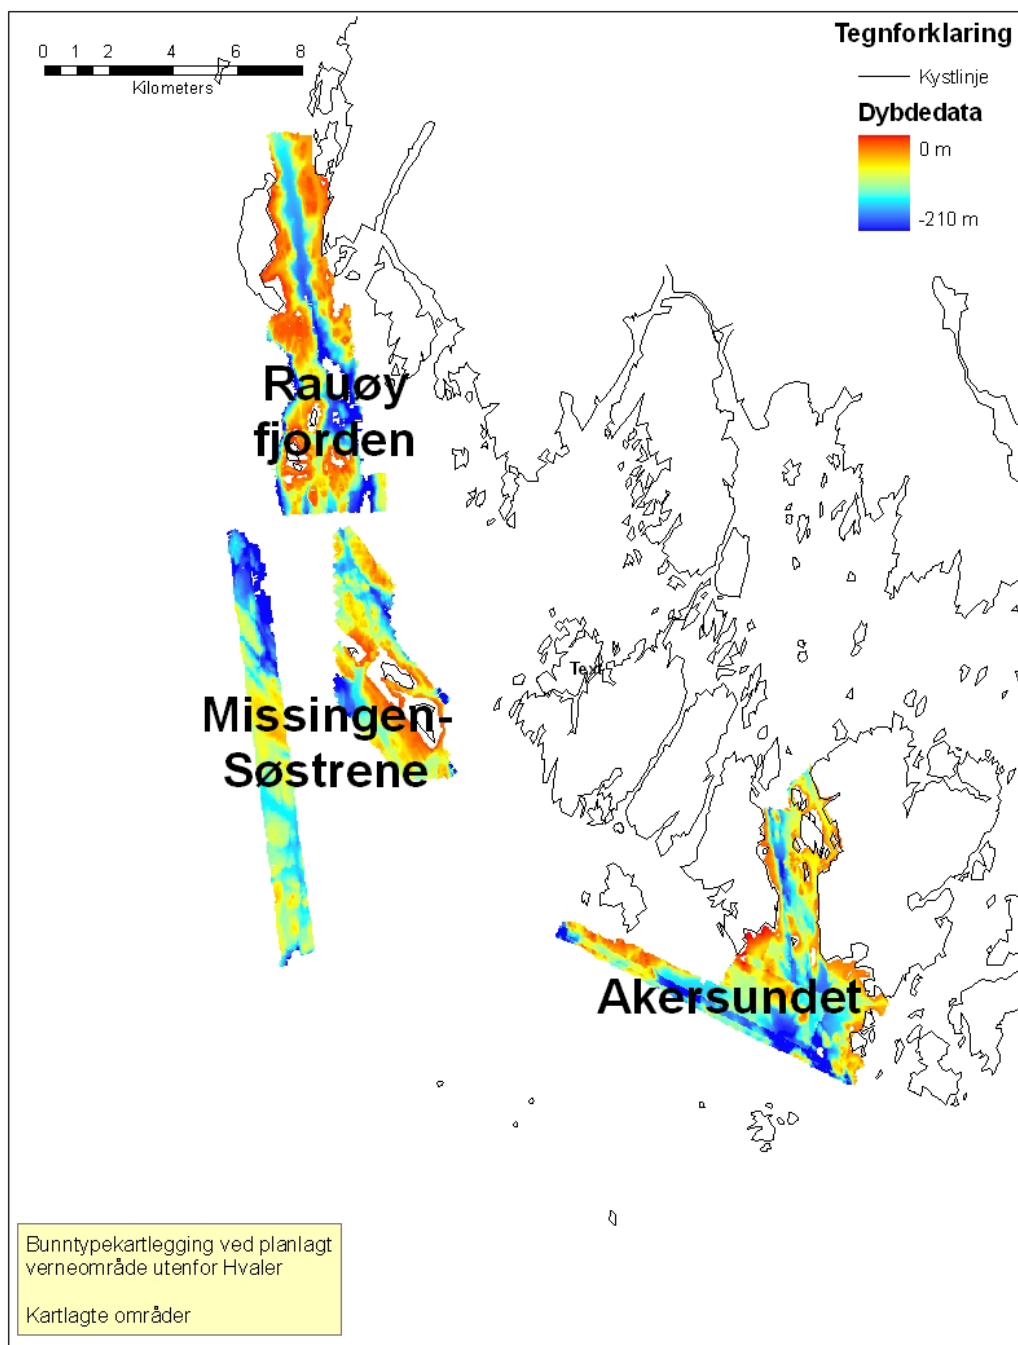 0 1 2 4 6 8
Kilometers
Tegnforklaring
Kystlinje
Dybdedata
0 m
-210 m
Rauøy
fjorden
Text
Missingen-
Søstrene
Akersundet
Bunntypekartlegging ved planlagt
verneområde utenfor Hvaler
Kartlagte områder